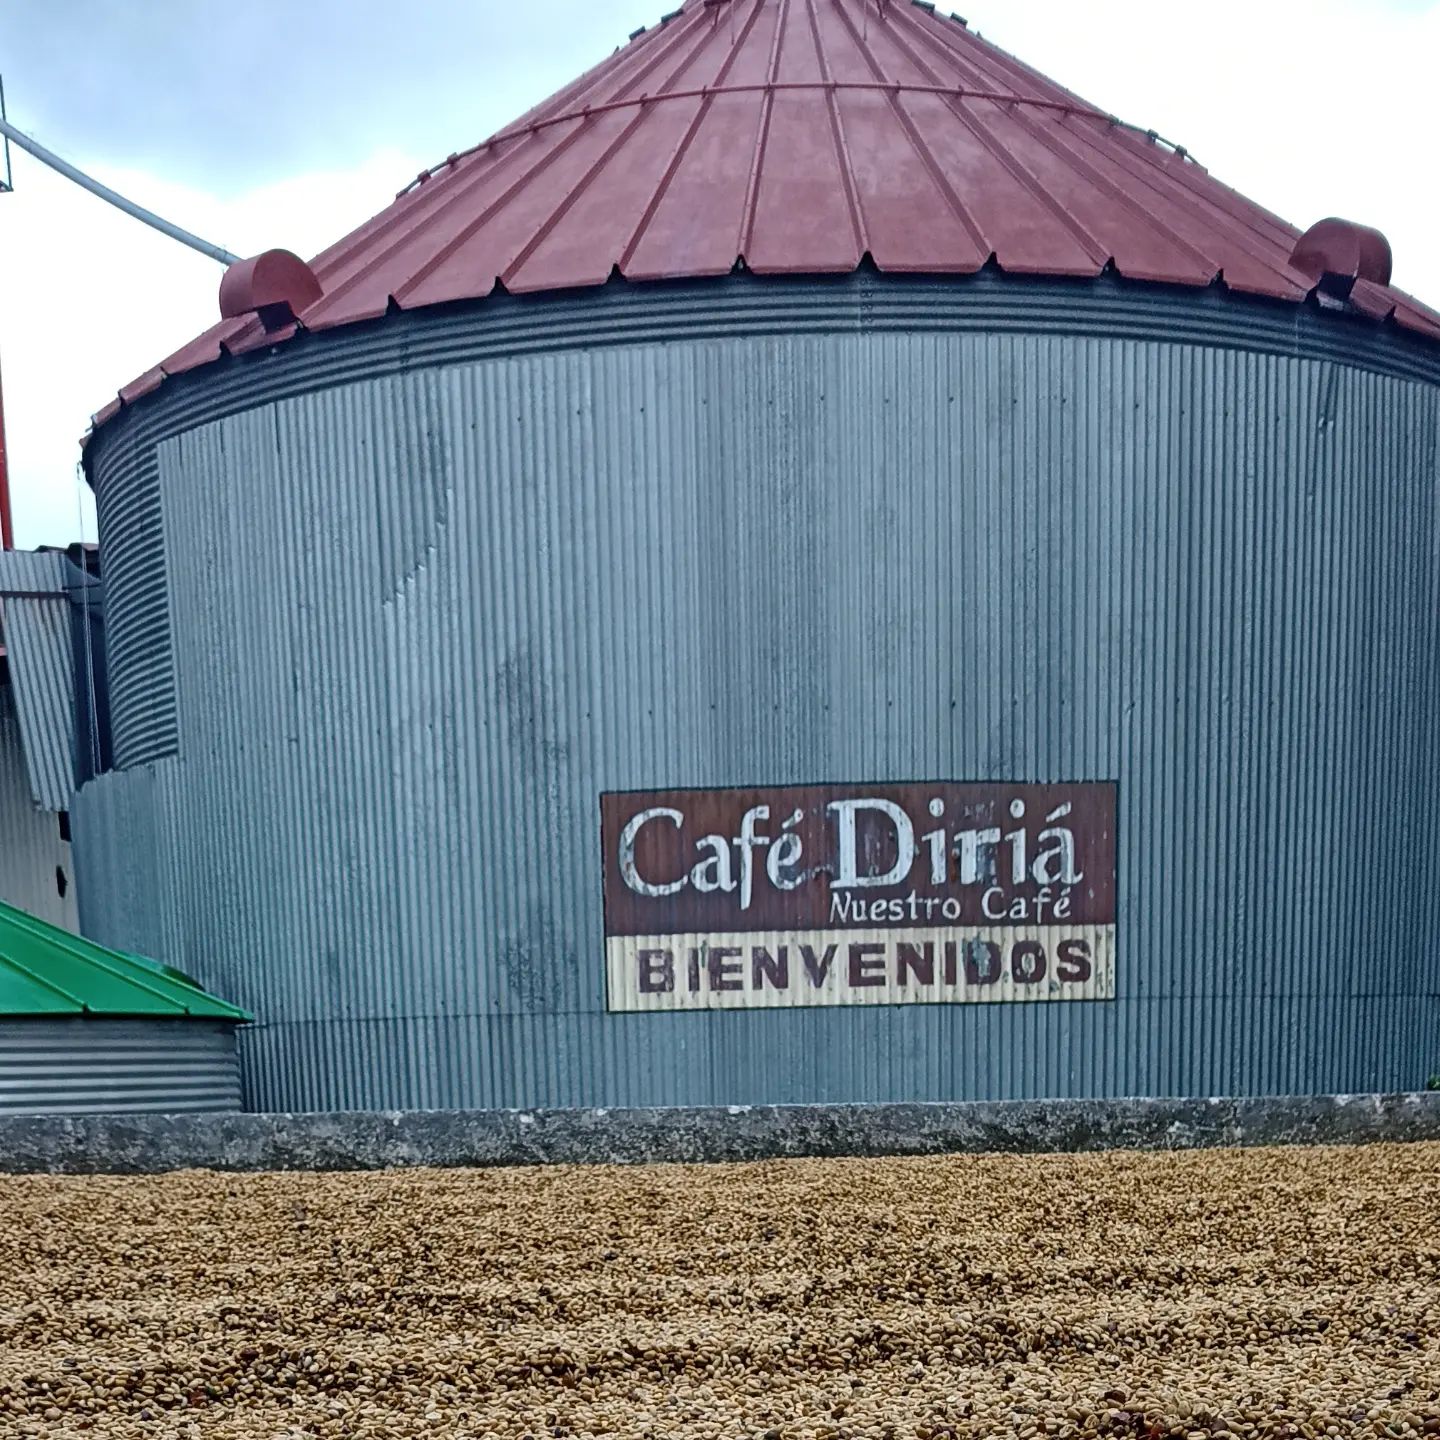 Café Diriá
Nuestro Café
BIENVENIDOS